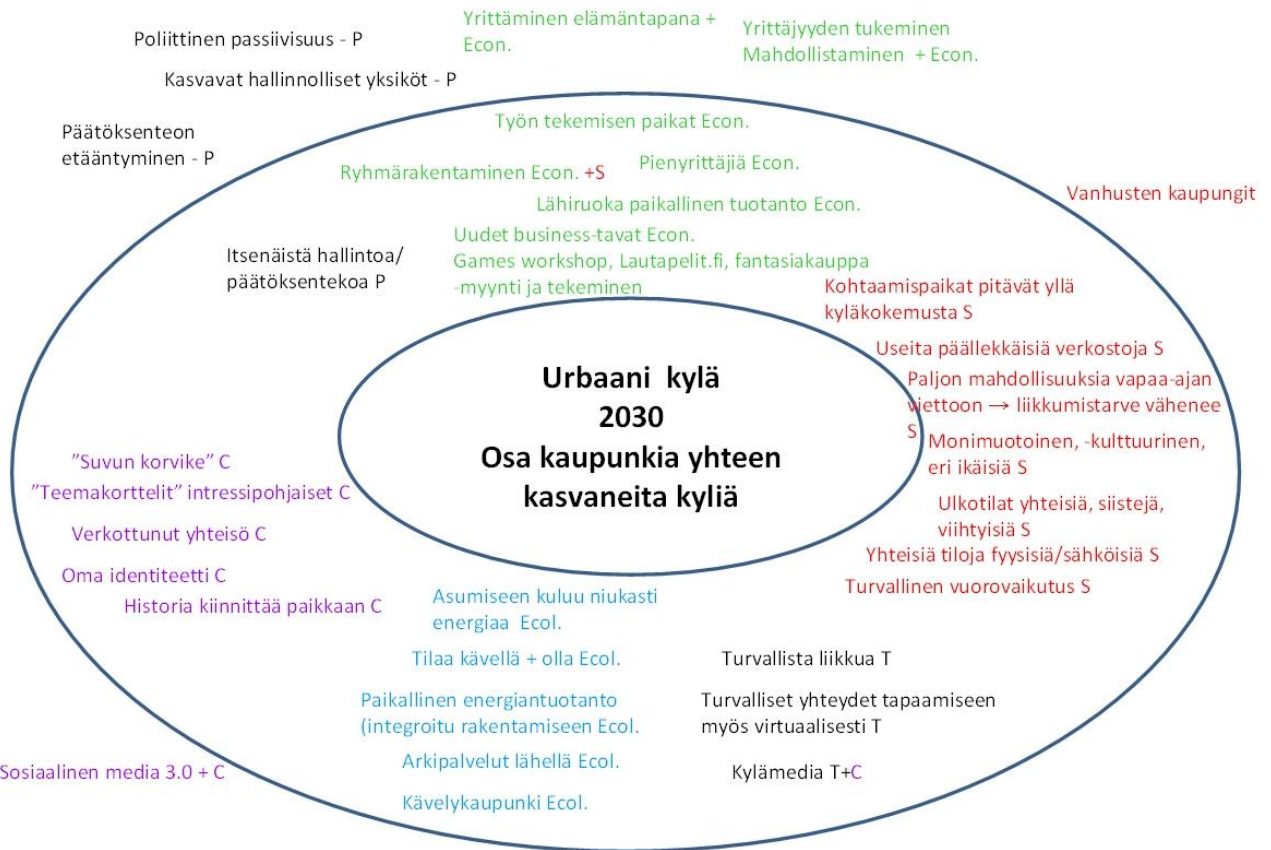 Poliittinen passiivisuus - P
Kasvavat hallinnolliset yksiköt - P
Päätöksenteon
etääntyminen - P
Yrittäminen elämäntapana +
Econ.
Yrittäjyyden tukeminen
Mahdollistaminen + Econ.
Työn tekemisen paikat Econ.
Ryhmärakentaminen Econ. +S
Pienyrittäjiä Econ.
Lähiruoka paikallinen tuotanto Econ.
Uudet business-tavat Econ.
Games workshop, Lautapelit.fi, fantasiakauppa
-myynti ja tekeminen
Itsenäistä hallintoa/
päätöksentekoa P
Vanhusten kaupungit
Kohtaamispaikat pitävät yllä
kyläkokemusta S
Useita päällekkäisiä verkostoja S
Paljon mahdollisuuksia vapaa-ajan
viettoon → liikkumistarve vähenee
S
Monimuotoinen, -kulttuurinen,
eri ikäisiä S
Ulkotilat yhteisiä, siistejä,
viihtyisiä S
Yhteisiä tiloja fyysisiä/sähköisiä S
Turvallinen vuorovaikutus S
Urbaani kylä
2030
Osa kaupunkia yhteen
kasvaneita kyliä
"Suvun korvike" C
"Teemakorttelit" intressipohjaiset C
Verkottunut yhteisö C
Oma identiteetti C
Historia kiinnittää paikkaan C
Sosiaalinen media 3.0 + C
Asumiseen kuluu niukasti
energiaa Ecol.
Tilaa kävellä + olla Ecol.
Paikallinen energiantuotanto
(integroitu rakentamiseen Ecol.
Arkipalvelut lähellä Ecol.
Kävelykaupunki Ecol.
Turvallista liikkua T
Turvalliset yhteydet tapaamiseen
myös virtuaalisesti T
Kylämedia T+C